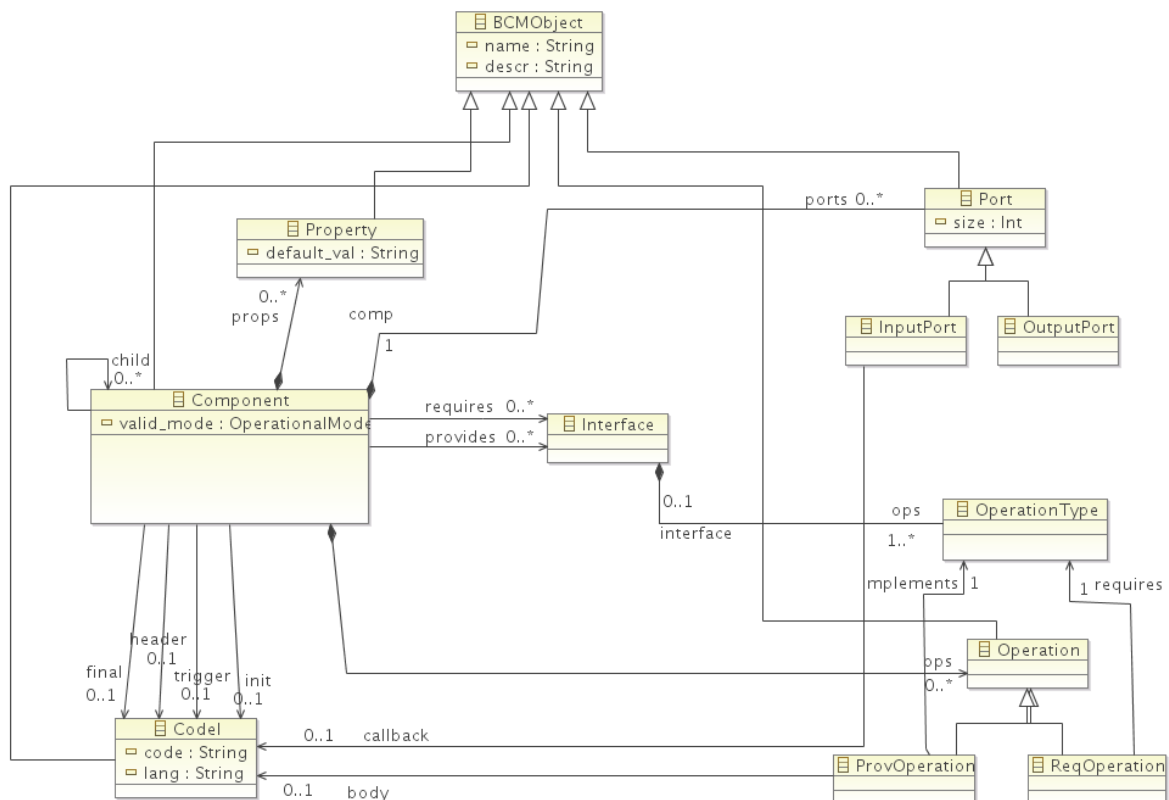 BCMObject
name : String
descr : String
ports 0..*
Port
size : Int
Property
default_val : String
0..*
props
comp
1
InputPort
OutputPort
child
0..*
Component
valid_mode : OperationalMode
requires 0..*
provides 0..*
Interface
0..1
interface
ops
1..*
OperationType
mplements 1
1 requires
header
0..1
final
0..1
trigger
0..1
init
0..1
ops
0..*
Operation
Codel
code : String
lang : String
0..1 callback
0..1 body
ProvOperation
ReqOperation